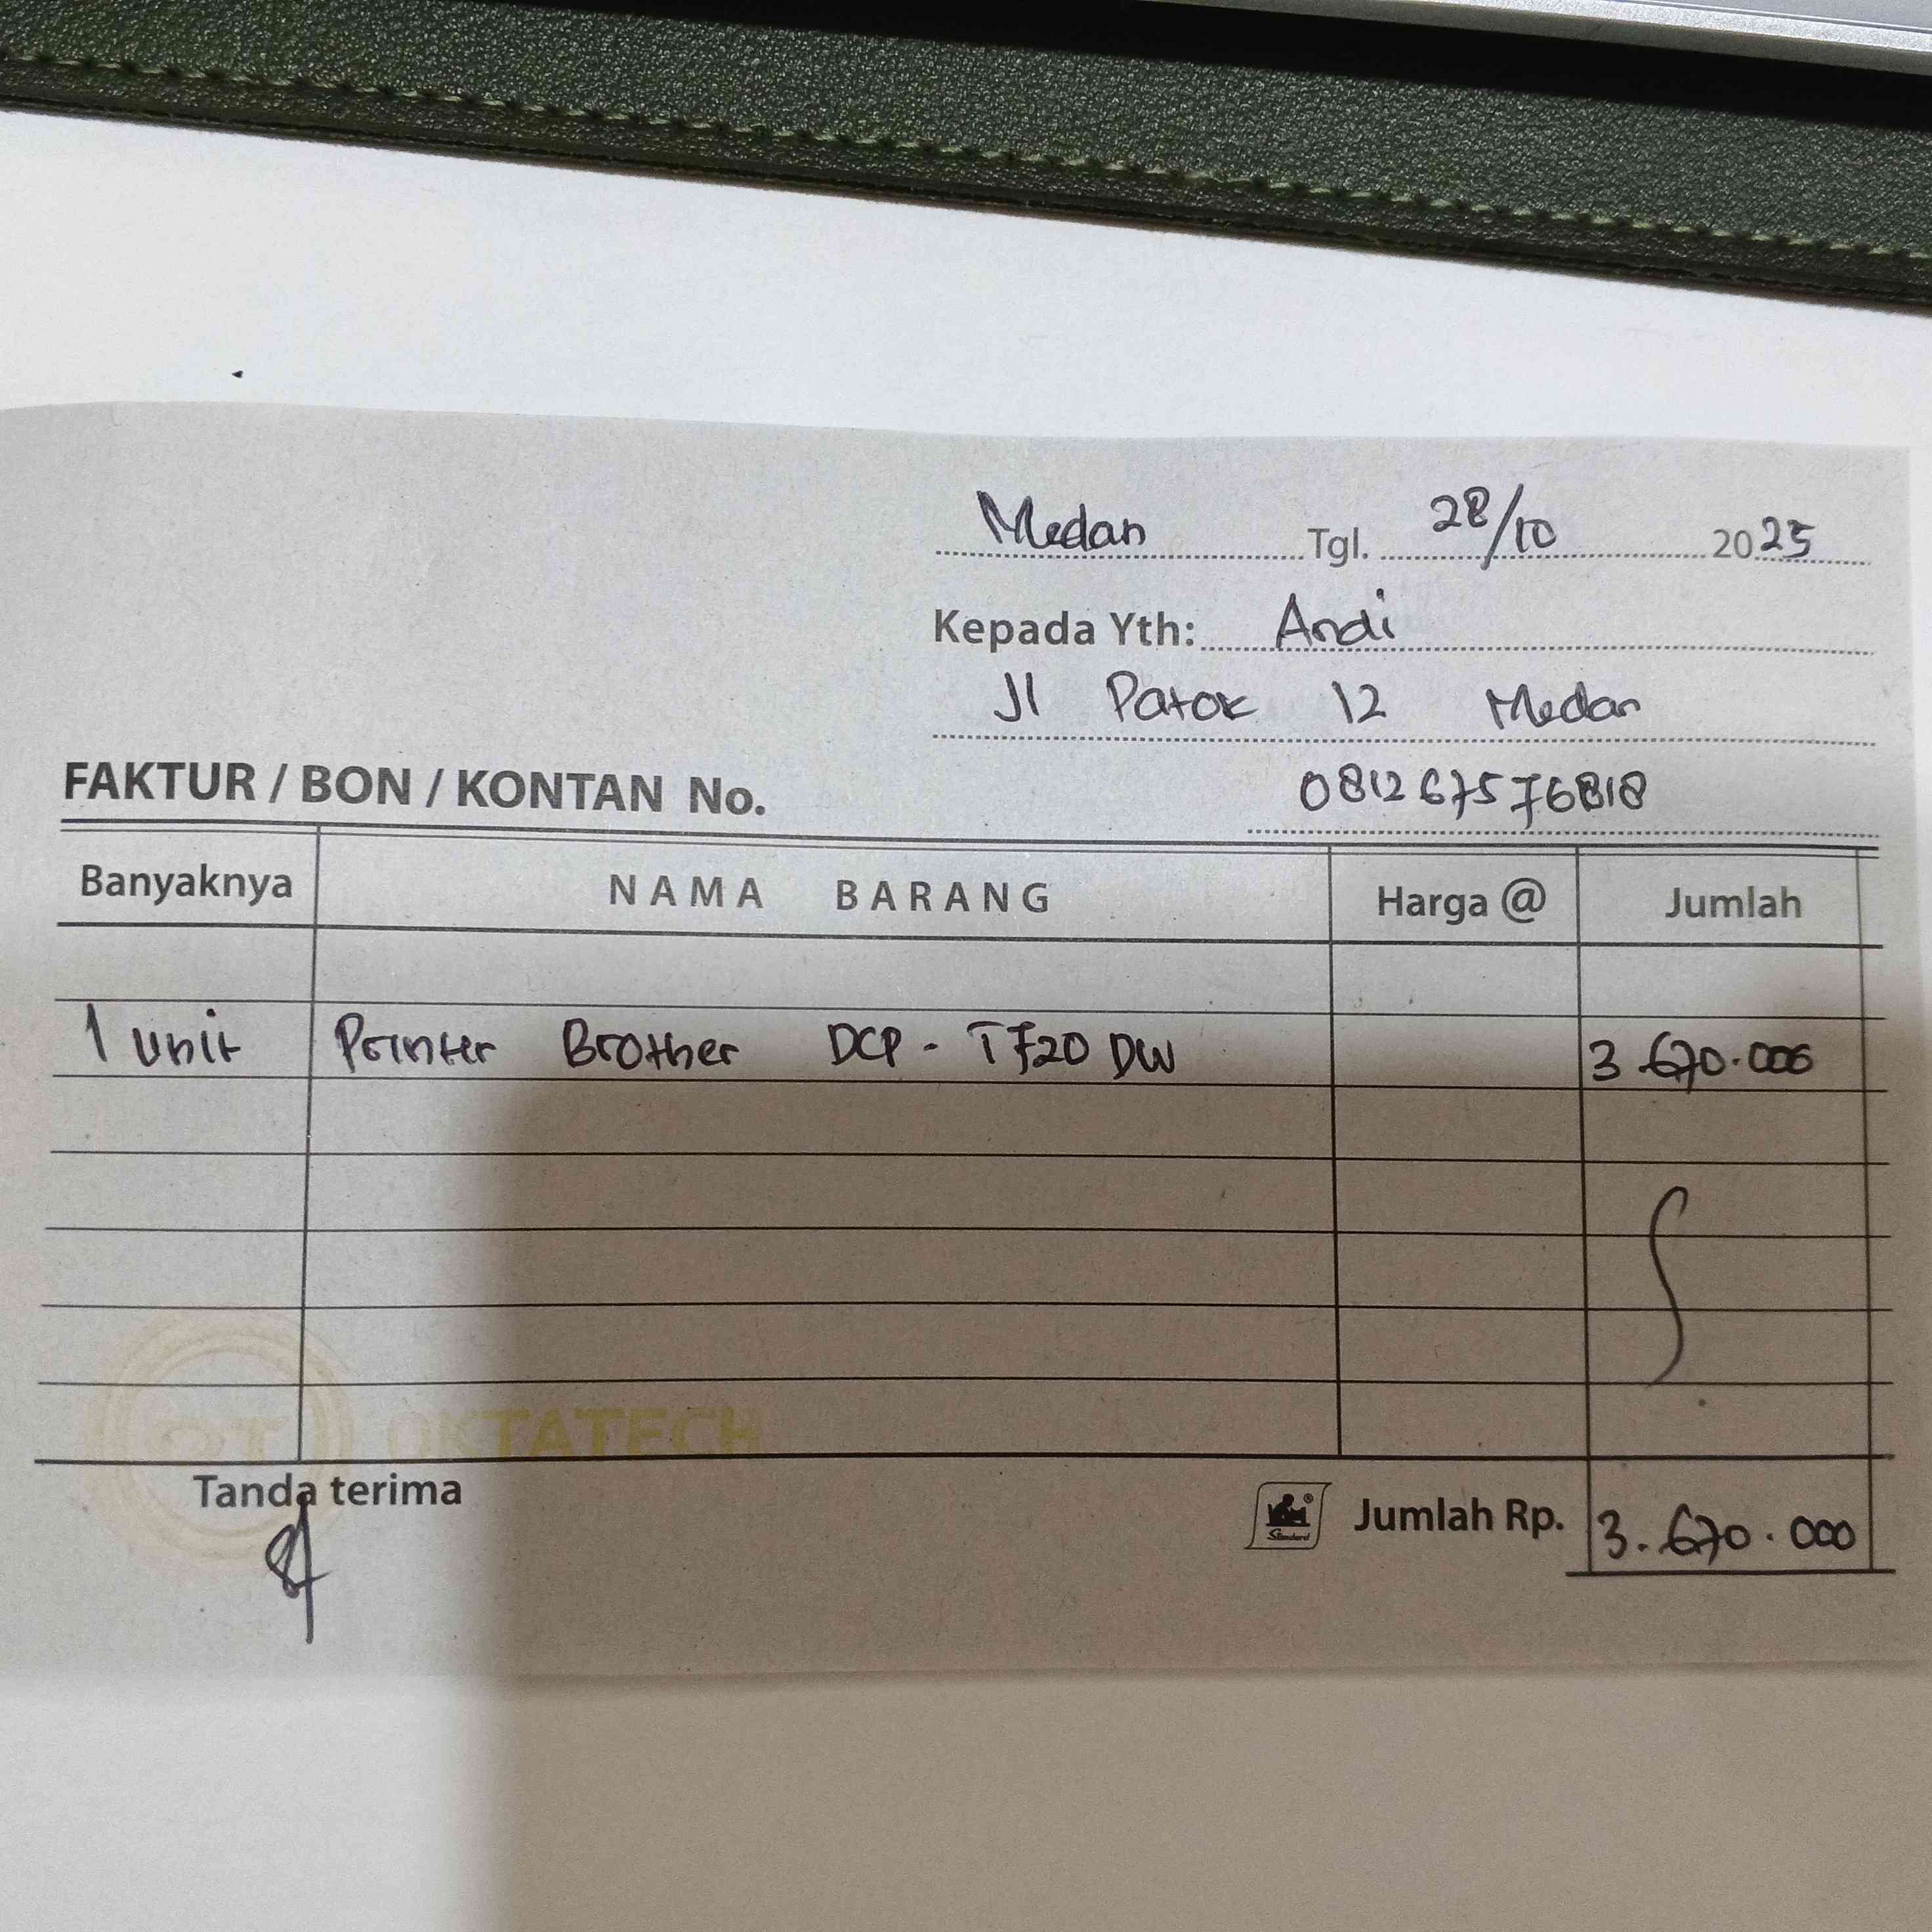 Medan Tgl. 28/10 2025
Kepada Yth: Andi
Jl Patok 12 Medan
FAKTUR / BON / KONTAN No. 081267576818
Banyaknya NAMA BARANG Harga @ Jumlah
1 unit Printer Brother DCP - T720 DW 3.670.000
OT OKTATECH
Tanda terima Standard Jumlah Rp. 3.670.000